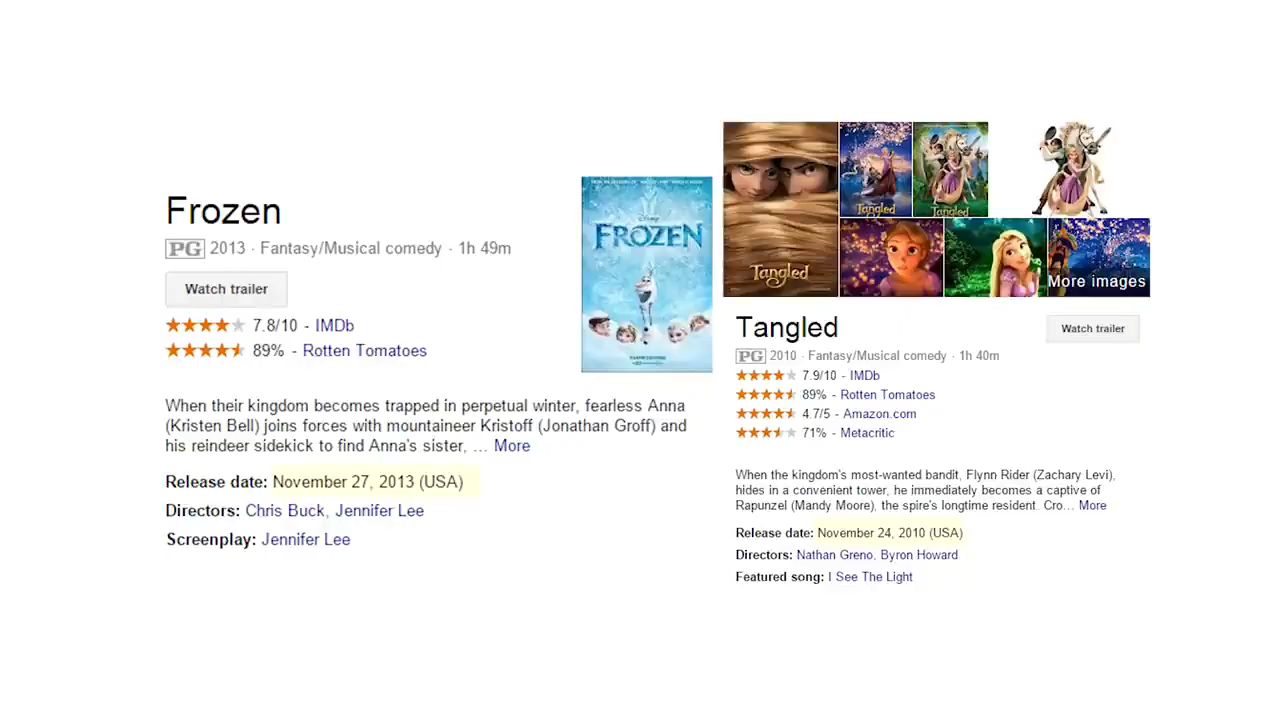 Frozen
PG 2013 · Fantasy/Musical comedy · 1h 49m
Watch trailer
7.8/10 - IMDb
89% - Rotten Tomatoes
When their kingdom becomes trapped in perpetual winter, fearless Anna
(Kristen Bell) joins forces with mountaineer Kristoff (Jonathan Groff) and
his reindeer sidekick to find Anna's sister, ... More
Release date: November 27, 2013 (USA)
Directors: Chris Buck, Jennifer Lee
Screenplay: Jennifer Lee
Disney
FROZEN
Tangled
Tangled
Tangled
More images
Tangled
Watch trailer
PG 2010 · Fantasy/Musical comedy · 1h 40m
7.9/10 - IMDb
89% - Rotten Tomatoes
4.7/5 - Amazon.com
71% - Metacritic
When the kingdom's most-wanted bandit, Flynn Rider (Zachary Levi),
hides in a convenient tower, he immediately becomes a captive of
Rapunzel (Mandy Moore), the spire's longtime resident. Cro... More
Release date: November 24, 2010 (USA)
Directors: Nathan Greno, Byron Howard
Featured song: I See The Light